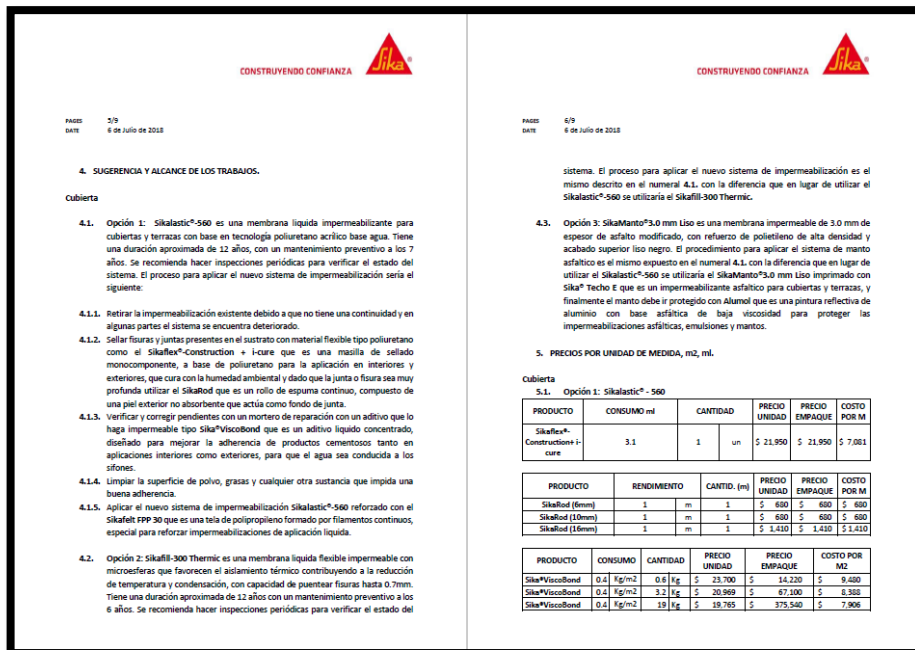 CONSTRUYENDO CONFIANZA
Sika®
PAGES 5/9
DATE 6 de Julio de 2018
4. SUGERENCIA Y ALCANCE DE LOS TRABAJOS.
Cubierta
4.1. Opción 1: Sikalastic®-560 es una membrana liquida impermeabilizante para
cubiertas y terrazas con base en tecnología poliuretano acrílico base agua. Tiene
una duración aproximada de 12 años, con un mantenimiento preventivo a los 7
años. Se recomienda hacer inspecciones periódicas para verificar el estado del
sistema. El proceso para aplicar el nuevo sistema de impermeabilización sería el
siguiente:
4.1.1. Retirar la impermeabilización existente debido a que no tiene una continuidad y en
algunas partes el sistema se encuentra deteriorado.
4.1.2. Sellar fisuras y juntas presentes en el sustrato con material flexible tipo poliuretano
como el Sikaflex®-Construction + i-cure que es una masilla de sellado
monocomponente, a base de poliuretano para la aplicación en interiores y
exteriores, que cura con la humedad ambiental y dado que la junta o fisura sea muy
profunda utilizar el SikaRod que es un rollo de espuma continuo, compuesto de
una piel exterior no absorbente que actúa como fondo de junta.
4.1.3. Verificar y corregir pendientes con un mortero de reparación con un aditivo que lo
haga impermeable tipo Sika®ViscoBond que es un aditivo liquido concentrado,
diseñado para mejorar la adherencia de productos cementosos tanto en
aplicaciones interiores como exteriores, para que el agua sea conducida a los
sifones.
4.1.4. Limpiar la superficie de polvo, grasas y cualquier otra sustancia que impida una
buena adherencia.
4.1.5. Aplicar el nuevo sistema de impermeabilización Sikalastic®-560 reforzado con el
Sikafelt FPP 30 que es una tela de polipropileno formado por filamentos continuos,
especial para reforzar impermeabilizaciones de aplicación liquida.
4.2. Opción 2: Sikafill-300 Thermic es una membrana liquida flexible impermeable con
microesferas que favorecen el aislamiento térmico contribuyendo a la reducción
de temperatura y condensación, con capacidad de puentear fisuras hasta 0.7mm.
Tiene una duración aproximada de 12 años con un mantenimiento preventivo a los
6 años. Se recomienda hacer inspecciones periódicas para verificar el estado del
CONSTRUYENDO CONFIANZA
Sika®
PAGES 6/9
DATE 6 de Julio de 2018
sistema. El proceso para aplicar el nuevo sistema de impermeabilización es el
mismo descrito en el numeral 4.1. con la diferencia que en lugar de utilizar el
Sikalastic®-560 se utilizaría el Sikafill-300 Thermic.
4.3. Opción 3: SikaManto®3.0 mm Liso es una membrana impermeable de 3.0 mm de
espesor de asfalto modificado, con refuerzo de polietileno de alta densidad y
acabado superior liso negro. El procedimiento para aplicar el sistema de manto
asfaltico es el mismo expuesto en el numeral 4.1. con la diferencia que en lugar de
utilizar el Sikalastic®-560 se utilizaría el SikaManto®3.0 mm Liso imprimado con
Sika® Techo E que es un impermeabilizante asfaltico para cubiertas y terrazas, y
finalmente el manto debe ir protegido con Alumol que es una pintura reflectiva de
aluminio con base asfáltica de baja viscosidad para proteger las
impermeabilizaciones asfálticas, emulsiones y mantos.
5. PRECIOS POR UNIDAD DE MEDIDA, m2, ml.
Cubierta
5.1. Opción 1: Sikalastic® - 560
PRODUCTO CONSUMO ml CANTIDAD PRECIO UNIDAD PRECIO EMPAQUE COSTO POR M
Sikaflex®-Construction+ i-cure 3.1 1 un $ 21,950 $ 21,950 $ 7,081
PRODUCTO RENDIMIENTO CANTID. (m) PRECIO UNIDAD PRECIO EMPAQUE COSTO POR M
SikaRod (6mm) 1 m 1 $ 680 $ 680 $ 680
SikaRod (10mm) 1 m 1 $ 680 $ 680 $ 680
SikaRod (16mm) 1 m 1 $ 1,410 $ 1,410 $ 1,410
PRODUCTO CONSUMO CANTIDAD PRECIO UNIDAD PRECIO EMPAQUE COSTO POR M2
Sika®ViscoBond 0.4 Kg/m2 0.6 Kg $ 23,700 $ 14,220 $ 9,480
Sika®ViscoBond 0.4 Kg/m2 3.2 Kg $ 20,969 $ 67,100 $ 8,388
Sika®ViscoBond 0.4 Kg/m2 19 Kg $ 19,765 $ 375,540 $ 7,906